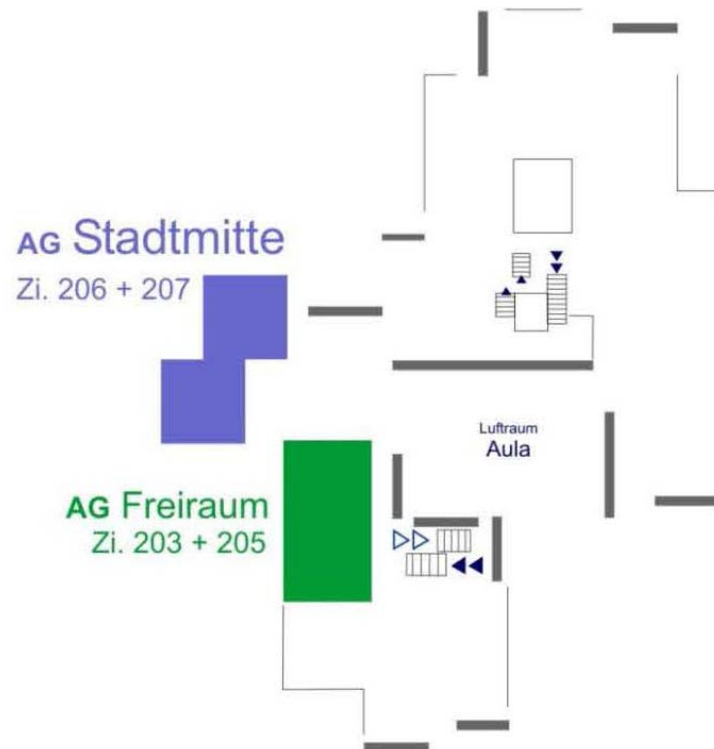 AG Stadtmitte
Zi. 206 + 207
Luftraum
Aula
AG Freiraum
Zi. 203 + 205